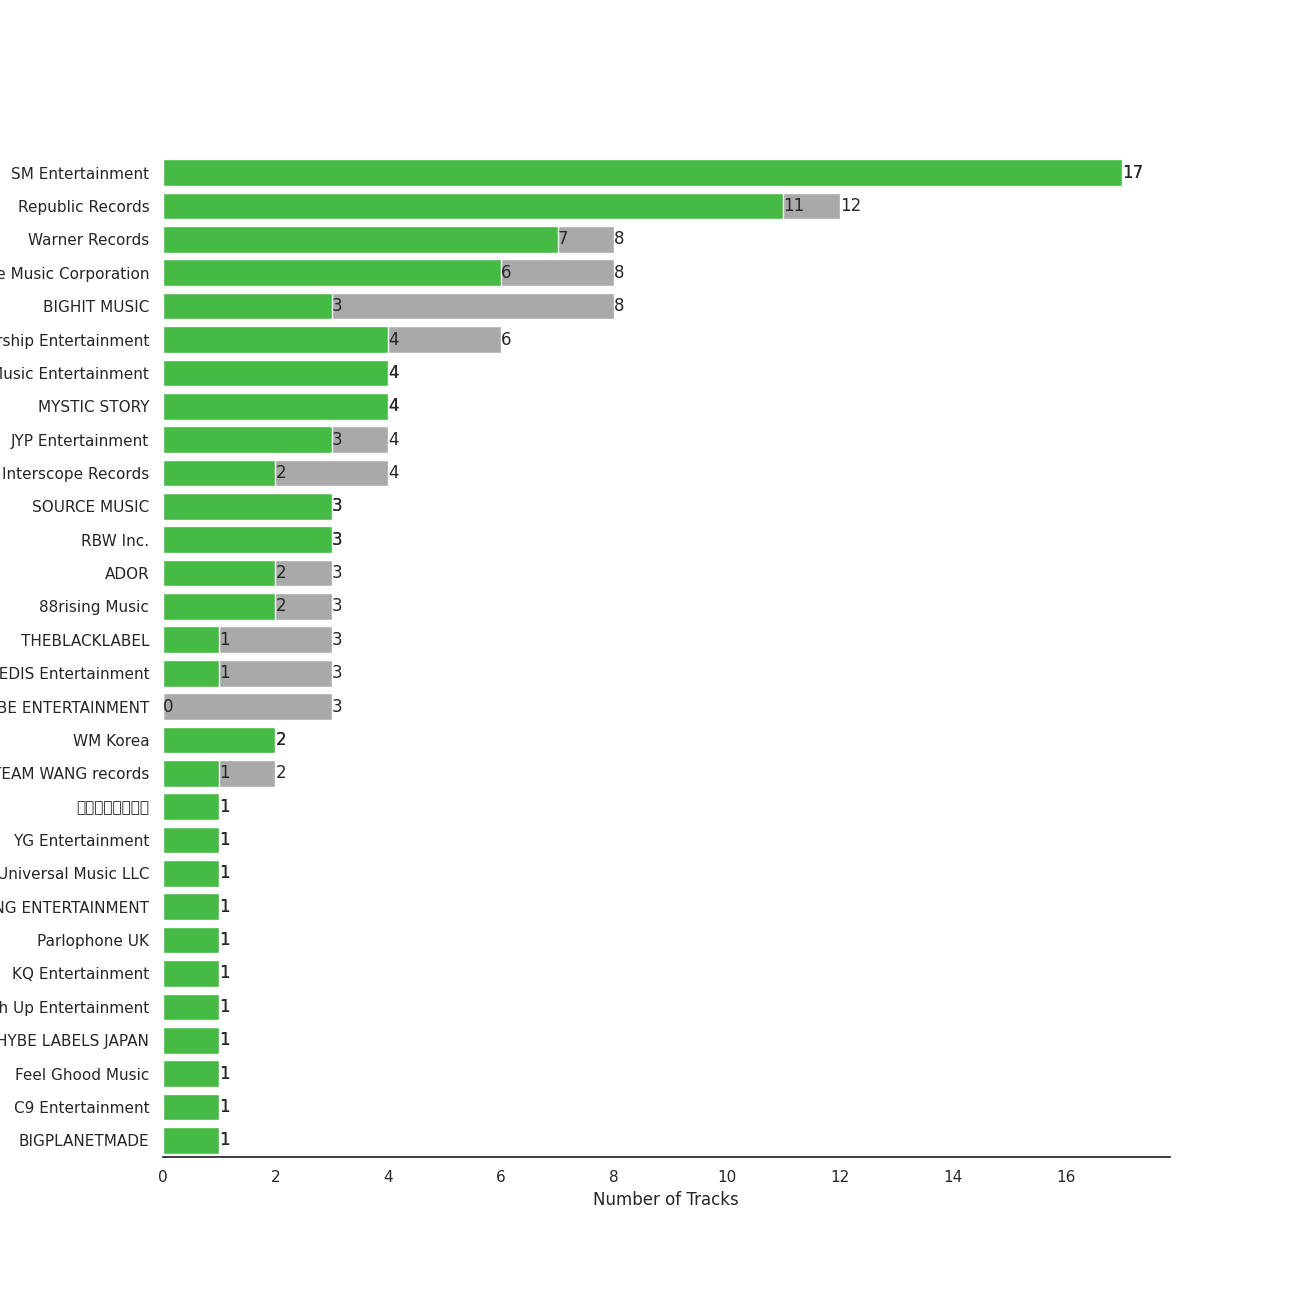 SM Entertainment 17
Republic Records 11 12
Warner Records 7 8
Music Corporation 6 8
BIGHIT MUSIC 3 8
Entertainment 4 6
Entertainment 4
MYSTIC STORY 4
JYP Entertainment 3 4
Interscope Records 2 4
SOURCE MUSIC 3
RBW Inc. 3
ADOR 2 3
88rising Music 2 3
THEBLACKLABEL 1 3
EDIS Entertainment 1 3
BE ENTERTAINMENT 0 3
WM Korea 2
TEAM WANG records 1 2
1
YG Entertainment 1
Universal Music LLC 1
NG ENTERTAINMENT 1
Parlophone UK 1
KQ Entertainment 1
h Up Entertainment 1
HYBE LABELS JAPAN 1
Feel Ghood Music 1
C9 Entertainment 1
BIGPLANETMADE 1
0 2 4 6 8 10 12 14 16
Number of Tracks